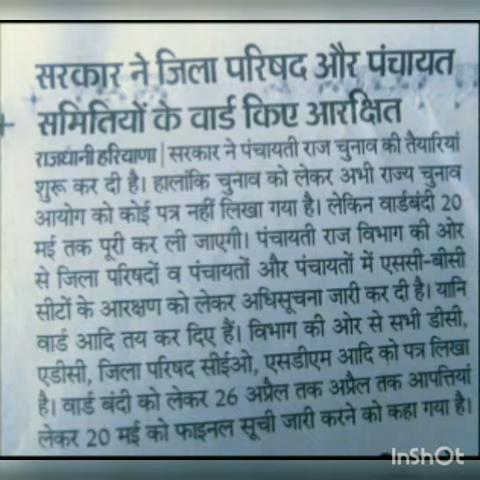 सरकार ने जिला परिषद और पंचायत
समितियों के वार्ड किए आरक्षित
राजधानी हरियाणा | सरकार ने पंचायती राज चुनाव की तैयारियां
शुरू कर दी है। हालांकि चुनाव को लेकर अभी राज्य चुनाव
आयोग को कोई पत्र नहीं लिखा गया है। लेकिन वार्डबंदी 20
मई तक पूरी कर ली जाएगी। पंचायती राज विभाग की ओर
से जिला परिषदों व पंचायतों और पंचायतों में एससी-बीसी
सीटों के आरक्षण को लेकर अधिसूचना जारी कर दी है। यानि
वार्ड आदि तय कर दिए हैं। विभाग की ओर से सभी डीसी,
एडीसी, जिला परिषद सीईओ, एसडीएम आदि को पत्र लिखा
है। वार्ड बंदी को लेकर 26 अप्रैल तक अप्रैल तक आपत्तियां
लेकर 20 मई को फाइनल सूची जारी करने को कहा गया है।
InShOt